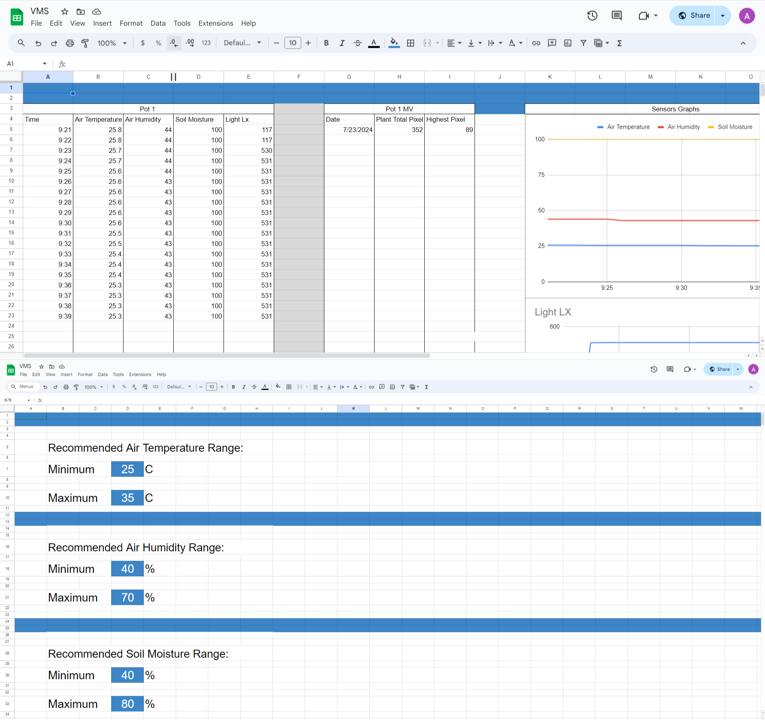 VMS
File Edit View Insert Format Data Tools Extensions Help
Share
A
100% $ % .0 .00 123 Defaul... 10 B I A
A1 fx
A B C D E F G H I J K L M N O
1
2
3 Pot 1 Pot 1 MV Sensors Graphs
4 Time Air Temperature Air Humidity Soil Moisture Light Lx Date Plant Total Pixel Highest Pixel
5 9:21 25.8 44 100 117 7/23/2024 352 89
6 9:22 25.8 44 100 117
7 9:23 25.7 44 100 530
8 9:24 25.7 44 100 531
9 9:25 25.6 44 100 531
10 9:26 25.6 43 100 531
11 9:27 25.6 43 100 531
12 9:28 25.6 43 100 531
13 9:29 25.6 43 100 531
14 9:30 25.6 43 100 531
15 9:31 25.5 43 100 531
16 9:32 25.5 43 100 531
17 9:33 25.4 43 100 531
18 9:34 25.4 43 100 531
19 9:35 25.4 43 100 531
20 9:36 25.3 43 100 531
21 9:37 25.3 43 100 531
22 9:38 25.3 43 100 531
23 9:39 25.3 43 100 531
24
25
26
Air Temperature Air Humidity Soil Moisture
100
75
50
25
0
9:25 9:30 9:35
Light LX
600
VMS
File Edit View Insert Format Data Tools Extensions Help
Share
A
Menus 100% $ % .0 .00 123 Defaul... 10 B I A
K78 fx
A B C D E F G H I J K L M N O P Q R S T U V W
Recommended Air Temperature Range:
Minimum 25 C
Maximum 35 C
Recommended Air Humidity Range:
Minimum 40 %
Maximum 70 %
Recommended Soil Moisture Range:
Minimum 40 %
Maximum 80 %